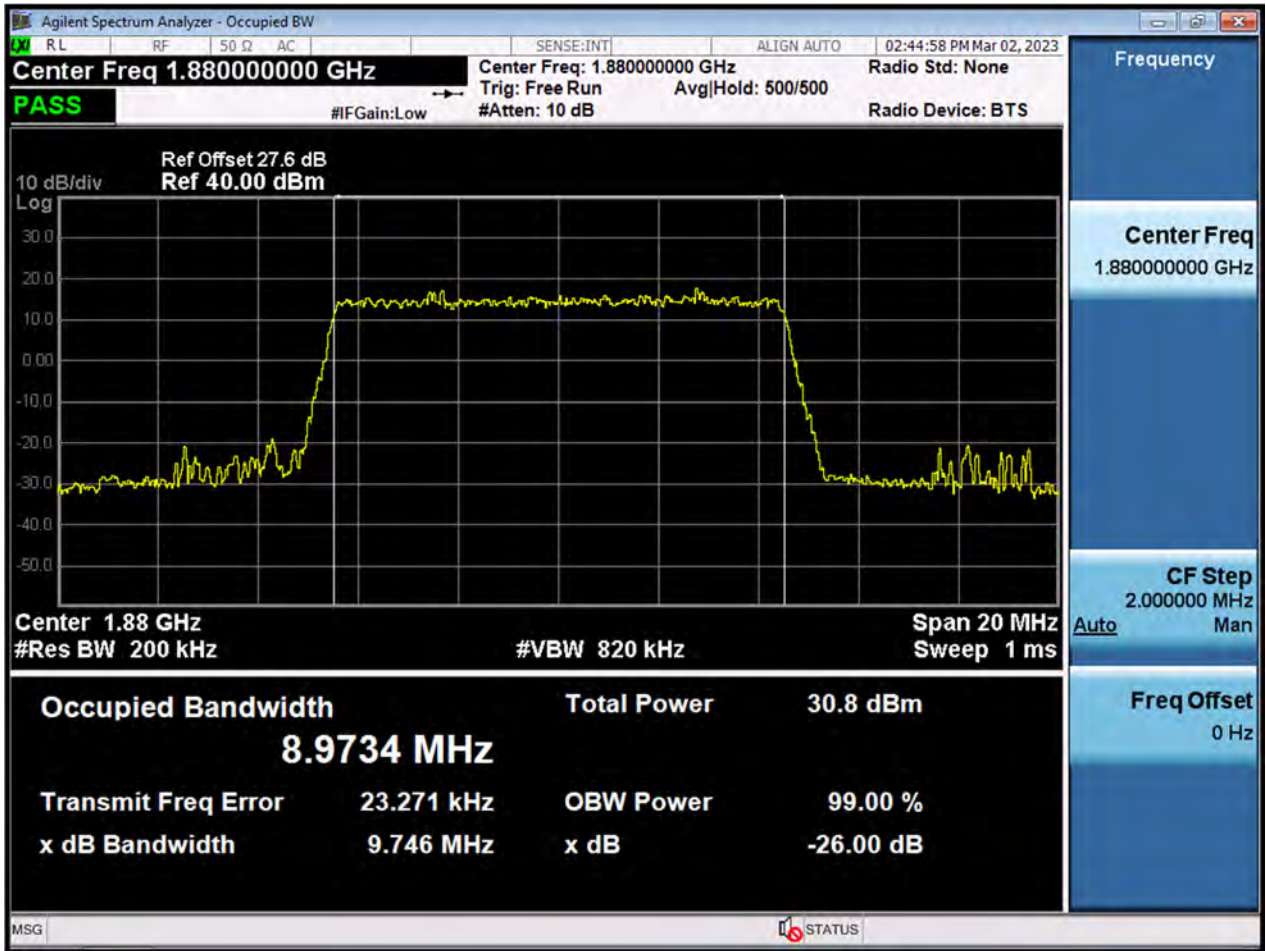 Agilent Spectrum Analyzer - Occupied BW
LXI RL RF 50 Ω AC SENSE:INT ALIGN AUTO 02:44:58 PM Mar 02, 2023
Center Freq 1.880000000 GHz
Center Freq: 1.880000000 GHz
Radio Std: None
Trig: Free Run Avg|Hold: 500/500
PASS
#IFGain:Low
#Atten: 10 dB
Radio Device: BTS
Ref Offset 27.6 dB
10 dB/div Ref 40.00 dBm
Log
30.0
20.0
10.0
0.00
-10.0
-20.0
-30.0
-40.0
-50.0
Center 1.88 GHz Span 20 MHz
#Res BW 200 kHz #VBW 820 kHz Sweep 1 ms
Occupied Bandwidth Total Power 30.8 dBm
8.9734 MHz
Transmit Freq Error 23.271 kHz OBW Power 99.00 %
x dB Bandwidth 9.746 MHz x dB -26.00 dB
MSG STATUS
Frequency
Center Freq
1.880000000 GHz
CF Step
2.000000 MHz
Auto Man
Freq Offset
0 Hz